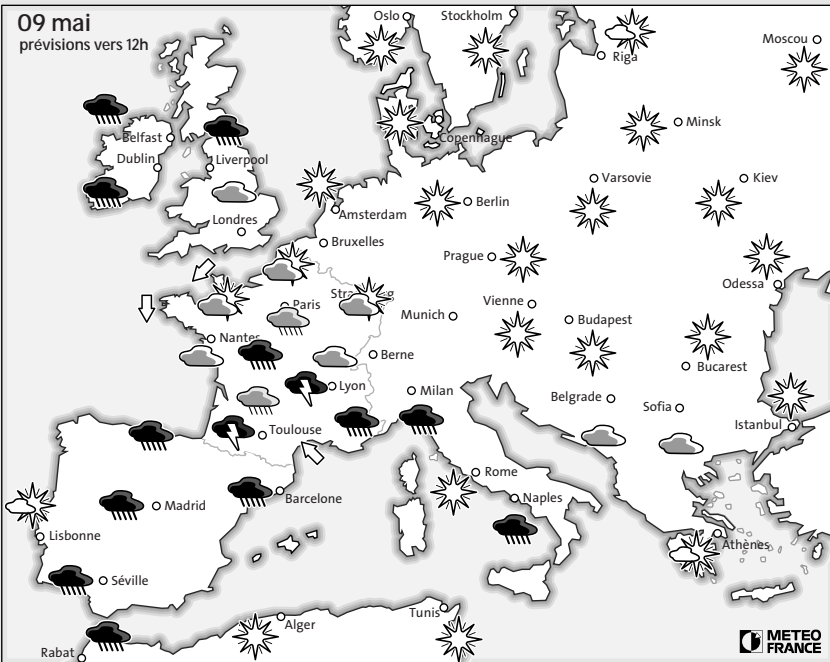 09 mai
prévisions vers 12h
Oslo
Stockholm
Moscou
Riga
Belfast
Copenhague
Minsk
Dublin
Liverpool
Varsovie
Kiev
Londres
Amsterdam
Berlin
Bruxelles
Prague
Odessa
Paris
Vienne
Munich
Budapest
Nantes
Berne
Bucarest
Lyon
Milan
Belgrade
Sofia
Istanbul
Toulouse
Rome
Barcelone
Naples
Madrid
Lisbonne
Athènes
Séville
Tunis
Alger
Rabat
METEO
FRANCE